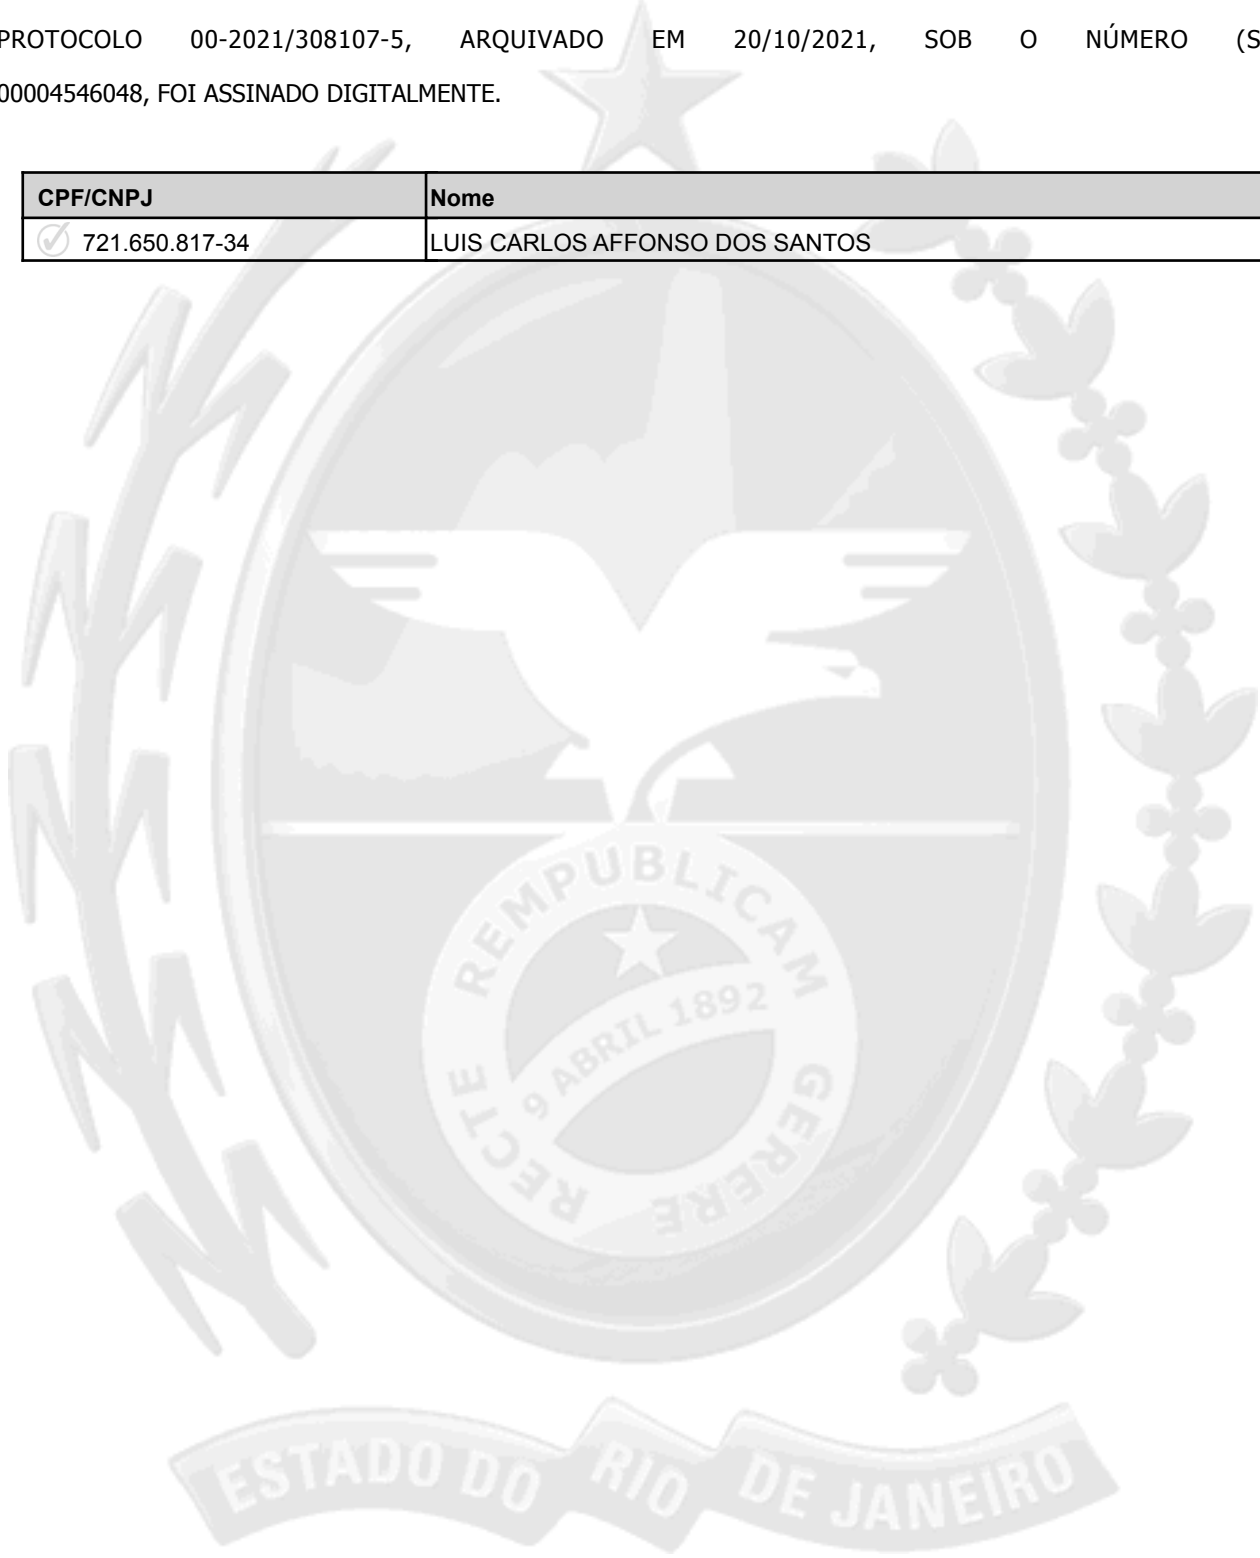 PROTOCOLO 00-2021/308107-5, ARQUIVADO EM 20/10/2021, SOB O NÚMERO (S
00004546048, FOI ASSINADO DIGITALMENTE.
CPF/CNPJ Nome
721.650.817-34 LUIS CARLOS AFFONSO DOS SANTOS
RECTE REMPUBLICAM GERERE
9 ABRIL 1892
ESTADO DO RIO DE JANEIRO